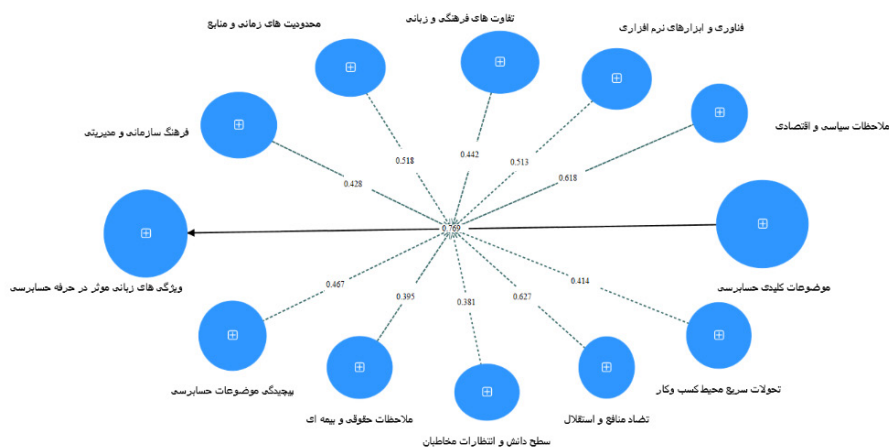 تفاوت های فرهنگی و زبانی
محدودیت های زمانی و منابع
فناوری و ابزارهای نرم افزاری
ملاحظات سیاسی و اقتصادی
فرهنگ سازمانی و مدیریتی
0.442
0.518
0.513
0.618
0.428
0.769
موضوعات کلیدی حسابرسی
ویژگی های زبانی موثر در حرفه حسابرسی
0.414
0.467
0.395
0.381
0.627
تحولات سریع محیط کسب وکار
پیچیدگی موضوعات حسابرسی
ملاحظات حقوقی و بیمه ای
تضاد منافع و استقلال
سطح دانش و انتظارات مخاطبان